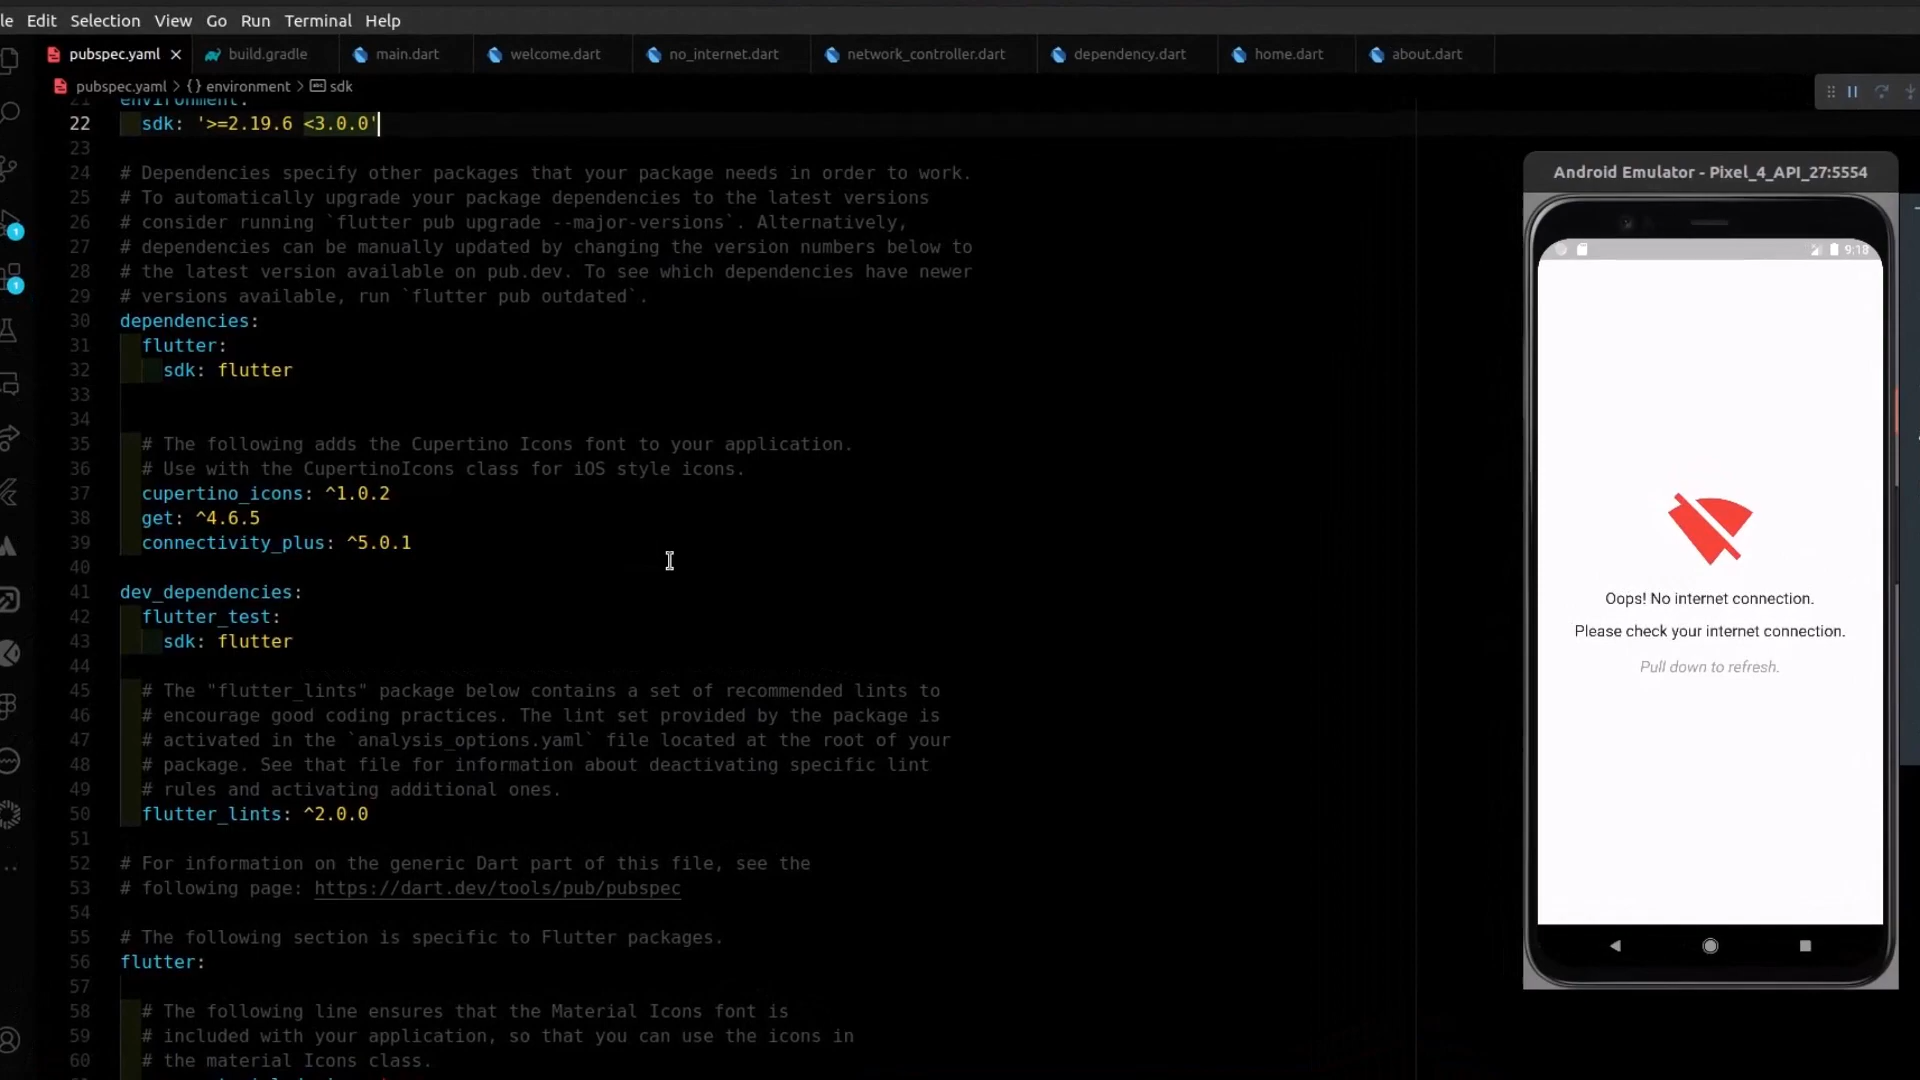 le Edit Selection View Go Run Terminal Help
pubspec.yaml build.gradle main.dart welcome.dart no_internet.dart network_controller.dart dependency.dart home.dart about.dart
pubspec.yaml > {} environment > abc sdk
21 environment:
22 sdk: '>=2.19.6 <3.0.0'
23
24 # Dependencies specify other packages that your package needs in order to work.
25 # To automatically upgrade your package dependencies to the latest versions
26 # consider running `flutter pub upgrade --major-versions`. Alternatively,
27 # dependencies can be manually updated by changing the version numbers below to
28 # the latest version available on pub.dev. To see which dependencies have newer
29 # versions available, run `flutter pub outdated`.
30 dependencies:
31 flutter:
32 sdk: flutter
33
34
35 # The following adds the Cupertino Icons font to your application.
36 # Use with the CupertinoIcons class for iOS style icons.
37 cupertino_icons: ^1.0.2
38 get: ^4.6.5
39 connectivity_plus: ^5.0.1
40
41 dev_dependencies:
42 flutter_test:
43 sdk: flutter
44
45 # The "flutter_lints" package below contains a set of recommended lints to
46 # encourage good coding practices. The lint set provided by the package is
47 # activated in the `analysis_options.yaml` file located at the root of your
48 # package. See that file for information about deactivating specific lint
49 # rules and activating additional ones.
50 flutter_lints: ^2.0.0
51
52 # For information on the generic Dart part of this file, see the
53 # following page: https://dart.dev/tools/pub/pubspec
54
55 # The following section is specific to Flutter packages.
56 flutter:
57
58 # The following line ensures that the Material Icons font is
59 # included with your application, so that you can use the icons in
60 # the material Icons class.
1
1
Android Emulator - Pixel_4_API_27:5554
9:18
Oops! No internet connection.
Please check your internet connection.
Pull down to refresh.